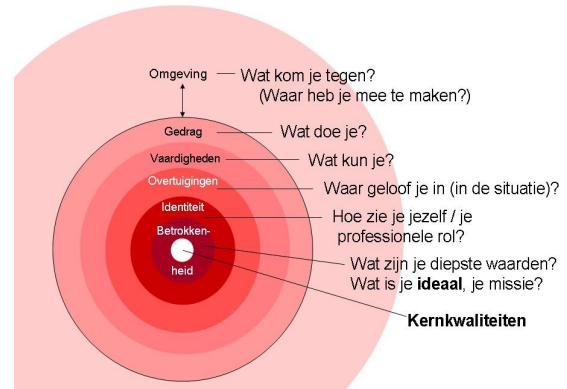 Omgeving
Wat kom je tegen?
(Waar heb je mee te maken?)
Gedrag
Wat doe je?
Vaardigheden
Wat kun je?
Overtuigingen
Waar geloof je in (in de situatie)?
Identiteit
Hoe zie je jezelf / je
professionele rol?
Betrokken-
heid
Wat zijn je diepste waarden?
Wat is je ideaal, je missie?
Kernkwaliteiten